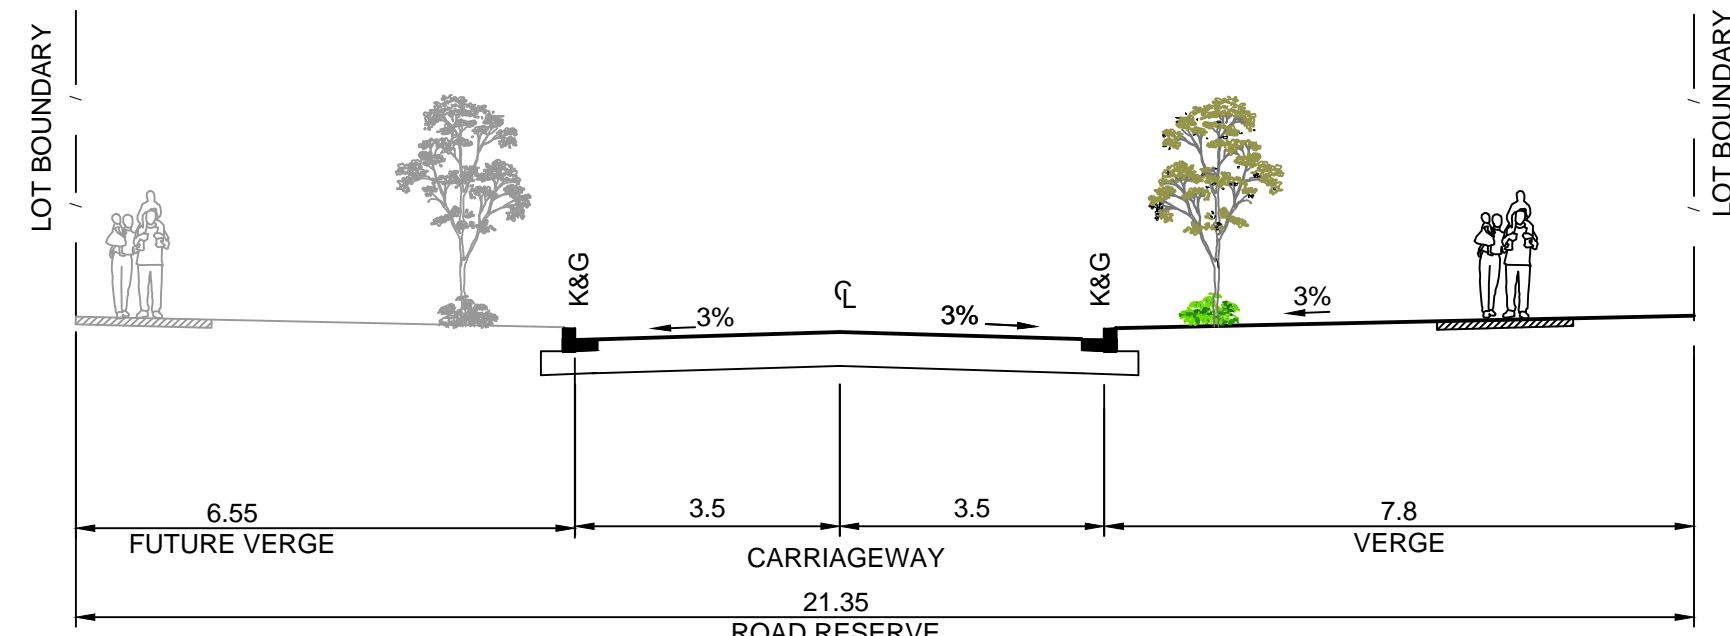 LOT BOUNDARY
LOT BOUNDARY
K&G
K&G
℄
3%
3%
3%
6.55
3.5
3.5
7.8
FUTURE VERGE
CARRIAGEWAY
VERGE
21.35
ROAD RESERVE